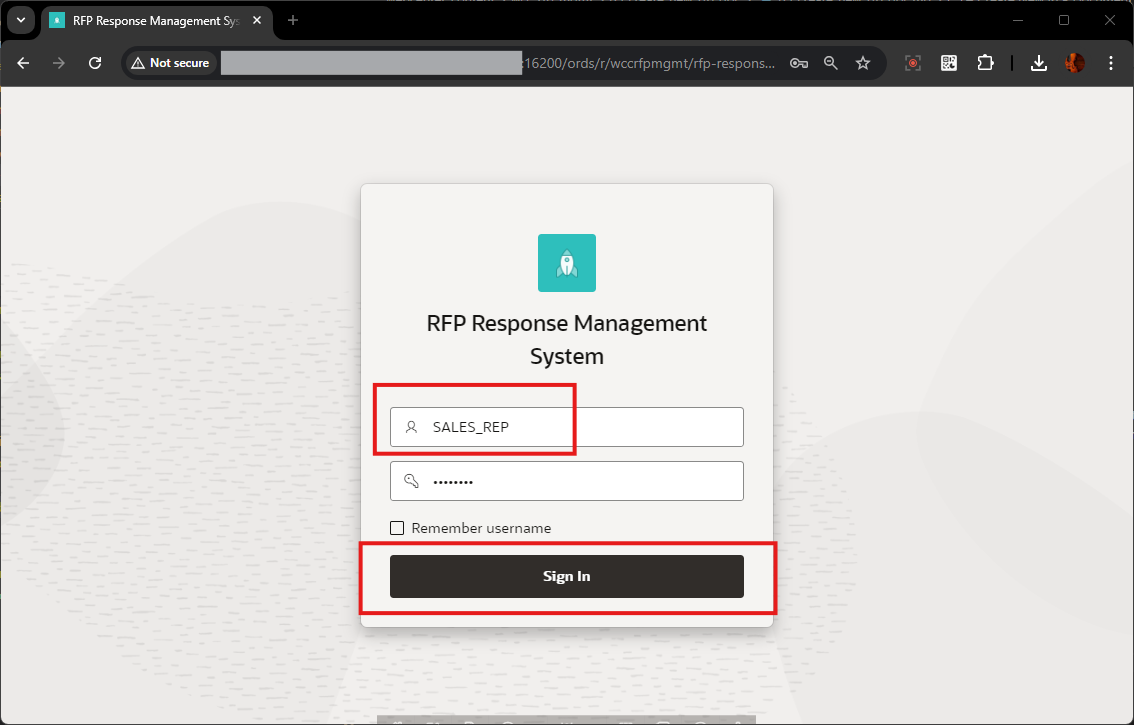 RFP Response Management Sys
Not secure
:16200/ords/r/wccrfpmgmt/rfp-respons...
RFP Response Management
System
SALES_REP
••••••••
Remember username
Sign In